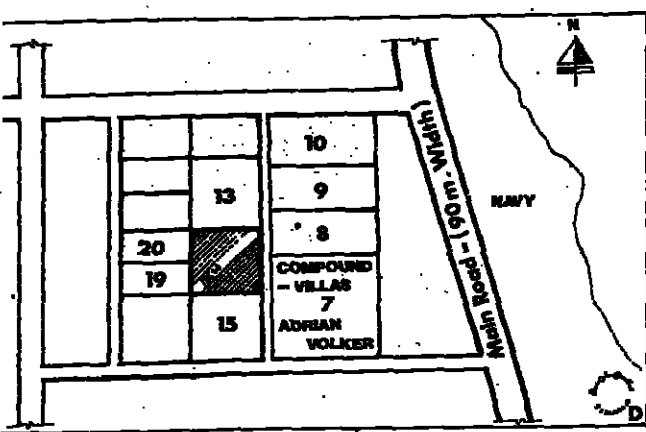 N
10
Main Road - (90 m. Width)
13
9
NAVY
8
20
19
COMPOUND
- VILLAS
7
15
ADRIAN
VOLKER
D